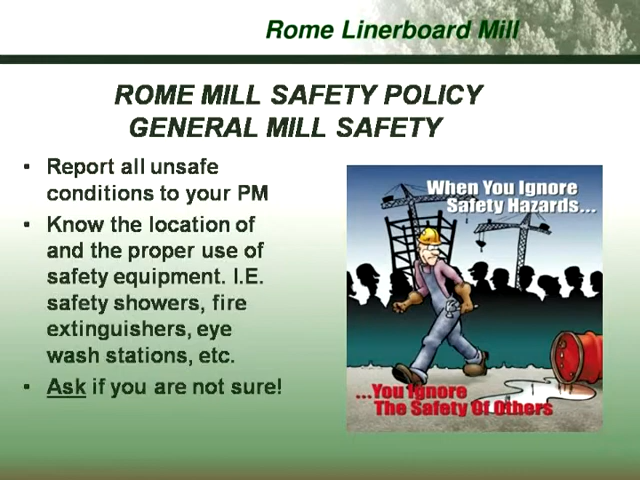 Rome Linerboard Mill
ROME MILL SAFETY POLICY
GENERAL MILL SAFETY
• Report all unsafe
conditions to your PM
• Know the location of
and the proper use of
safety equipment. I.E.
safety showers, fire
extinguishers, eye
wash stations, etc.
• Ask if you are not sure!
When You Ignore
Safety Hazards...
...You Ignore
The Safety Of Others